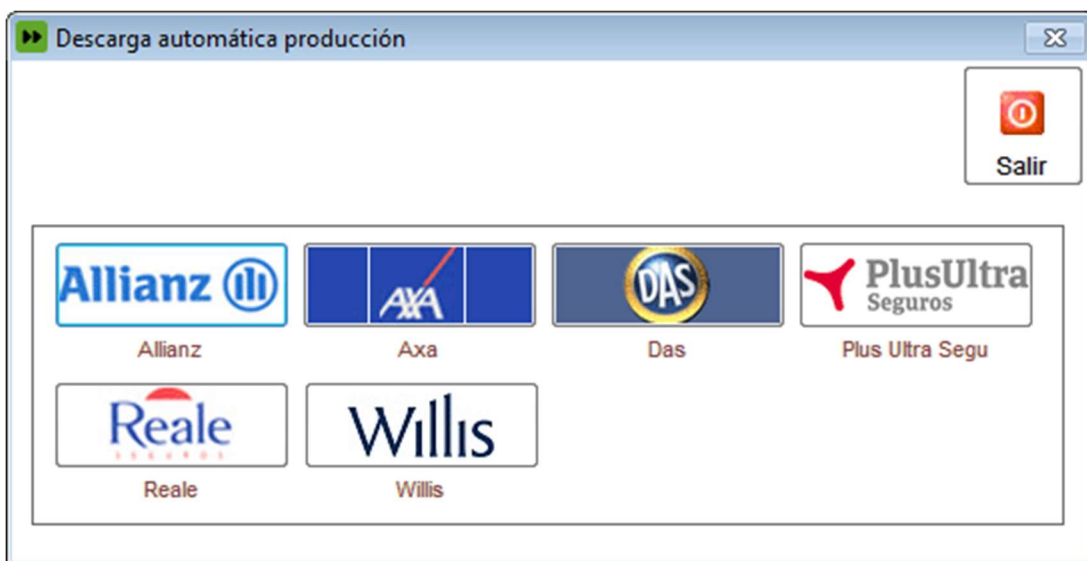 Descarga automática producción
Salir
Allianz
AXA
DAS
PlusUltra
Seguros
Allianz
Axa
Das
Plus Ultra Segu
Reale
SEGUROS
Willis
Reale
Willis